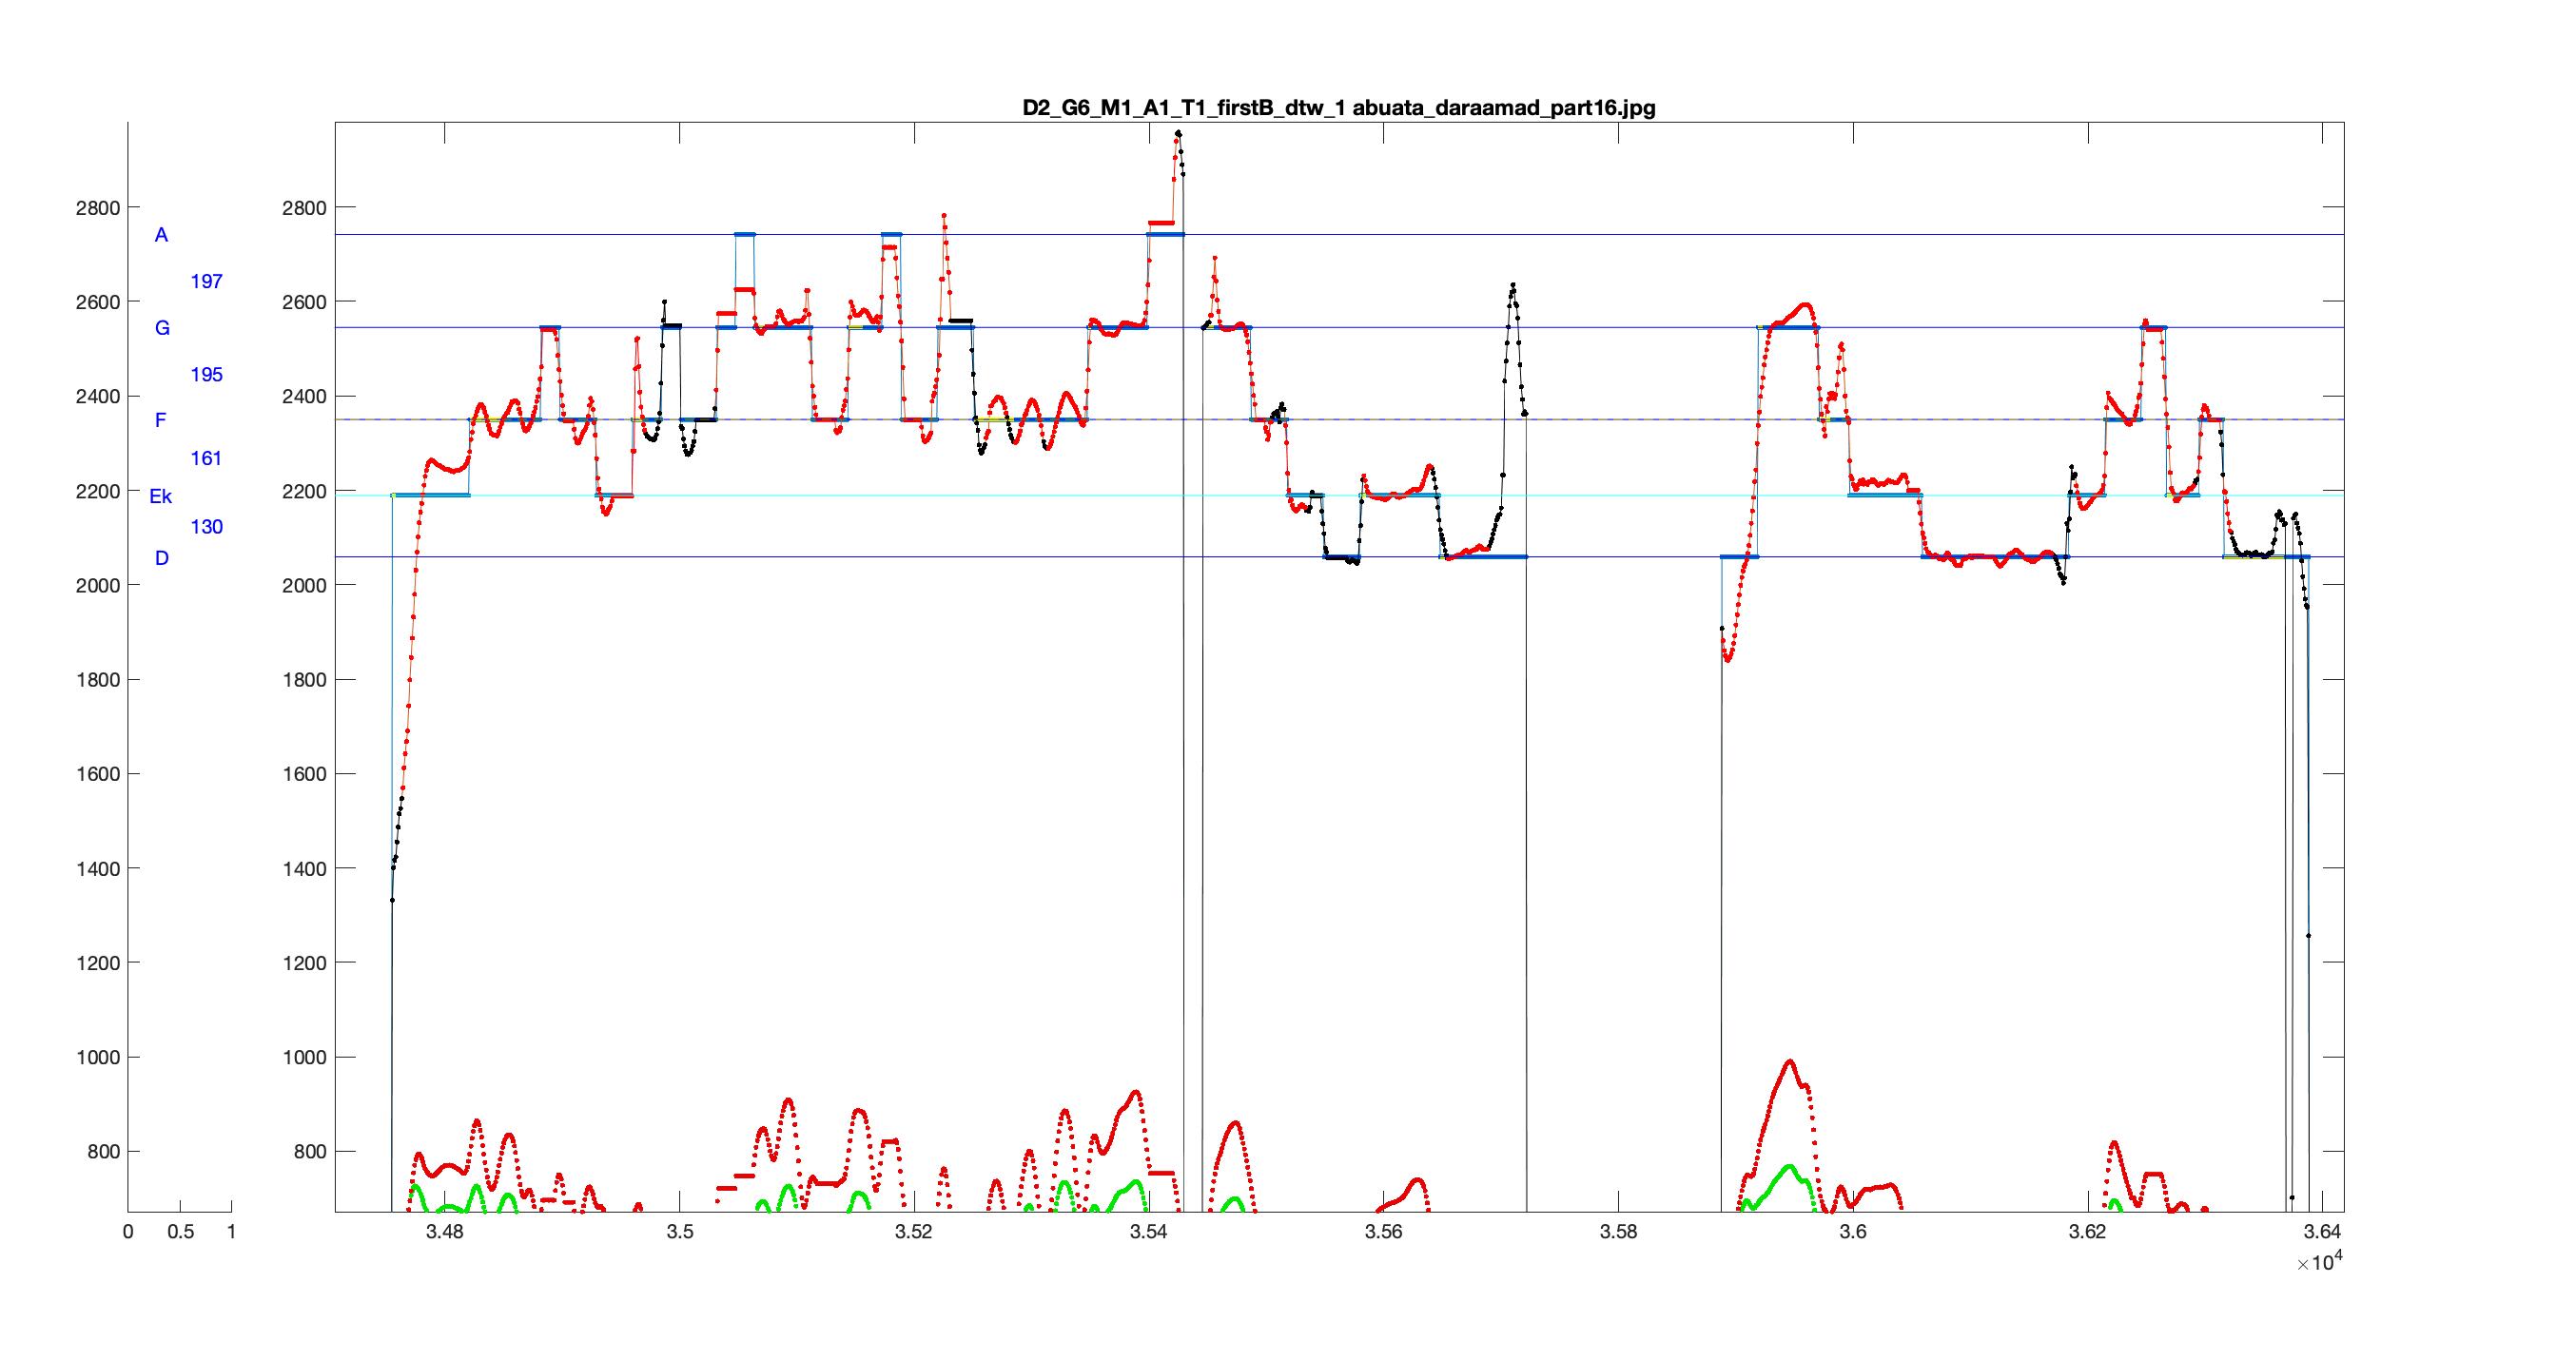 D2_G6_M1_A1_T1_firstB_dtw_1 abuata_daraamad_part16.jpg
2800 2800
A
197
2600 2600
G
195
2400 2400
F
161
2200 Ek 2200
130
D
2000 2000
1800 1800
1600 1600
1400 1400
1200 1200
1000 1000
800 800
0 0.5 1 3.48 3.5 3.52 3.54 3.56 3.58 3.6 3.62 3.64
×10⁴